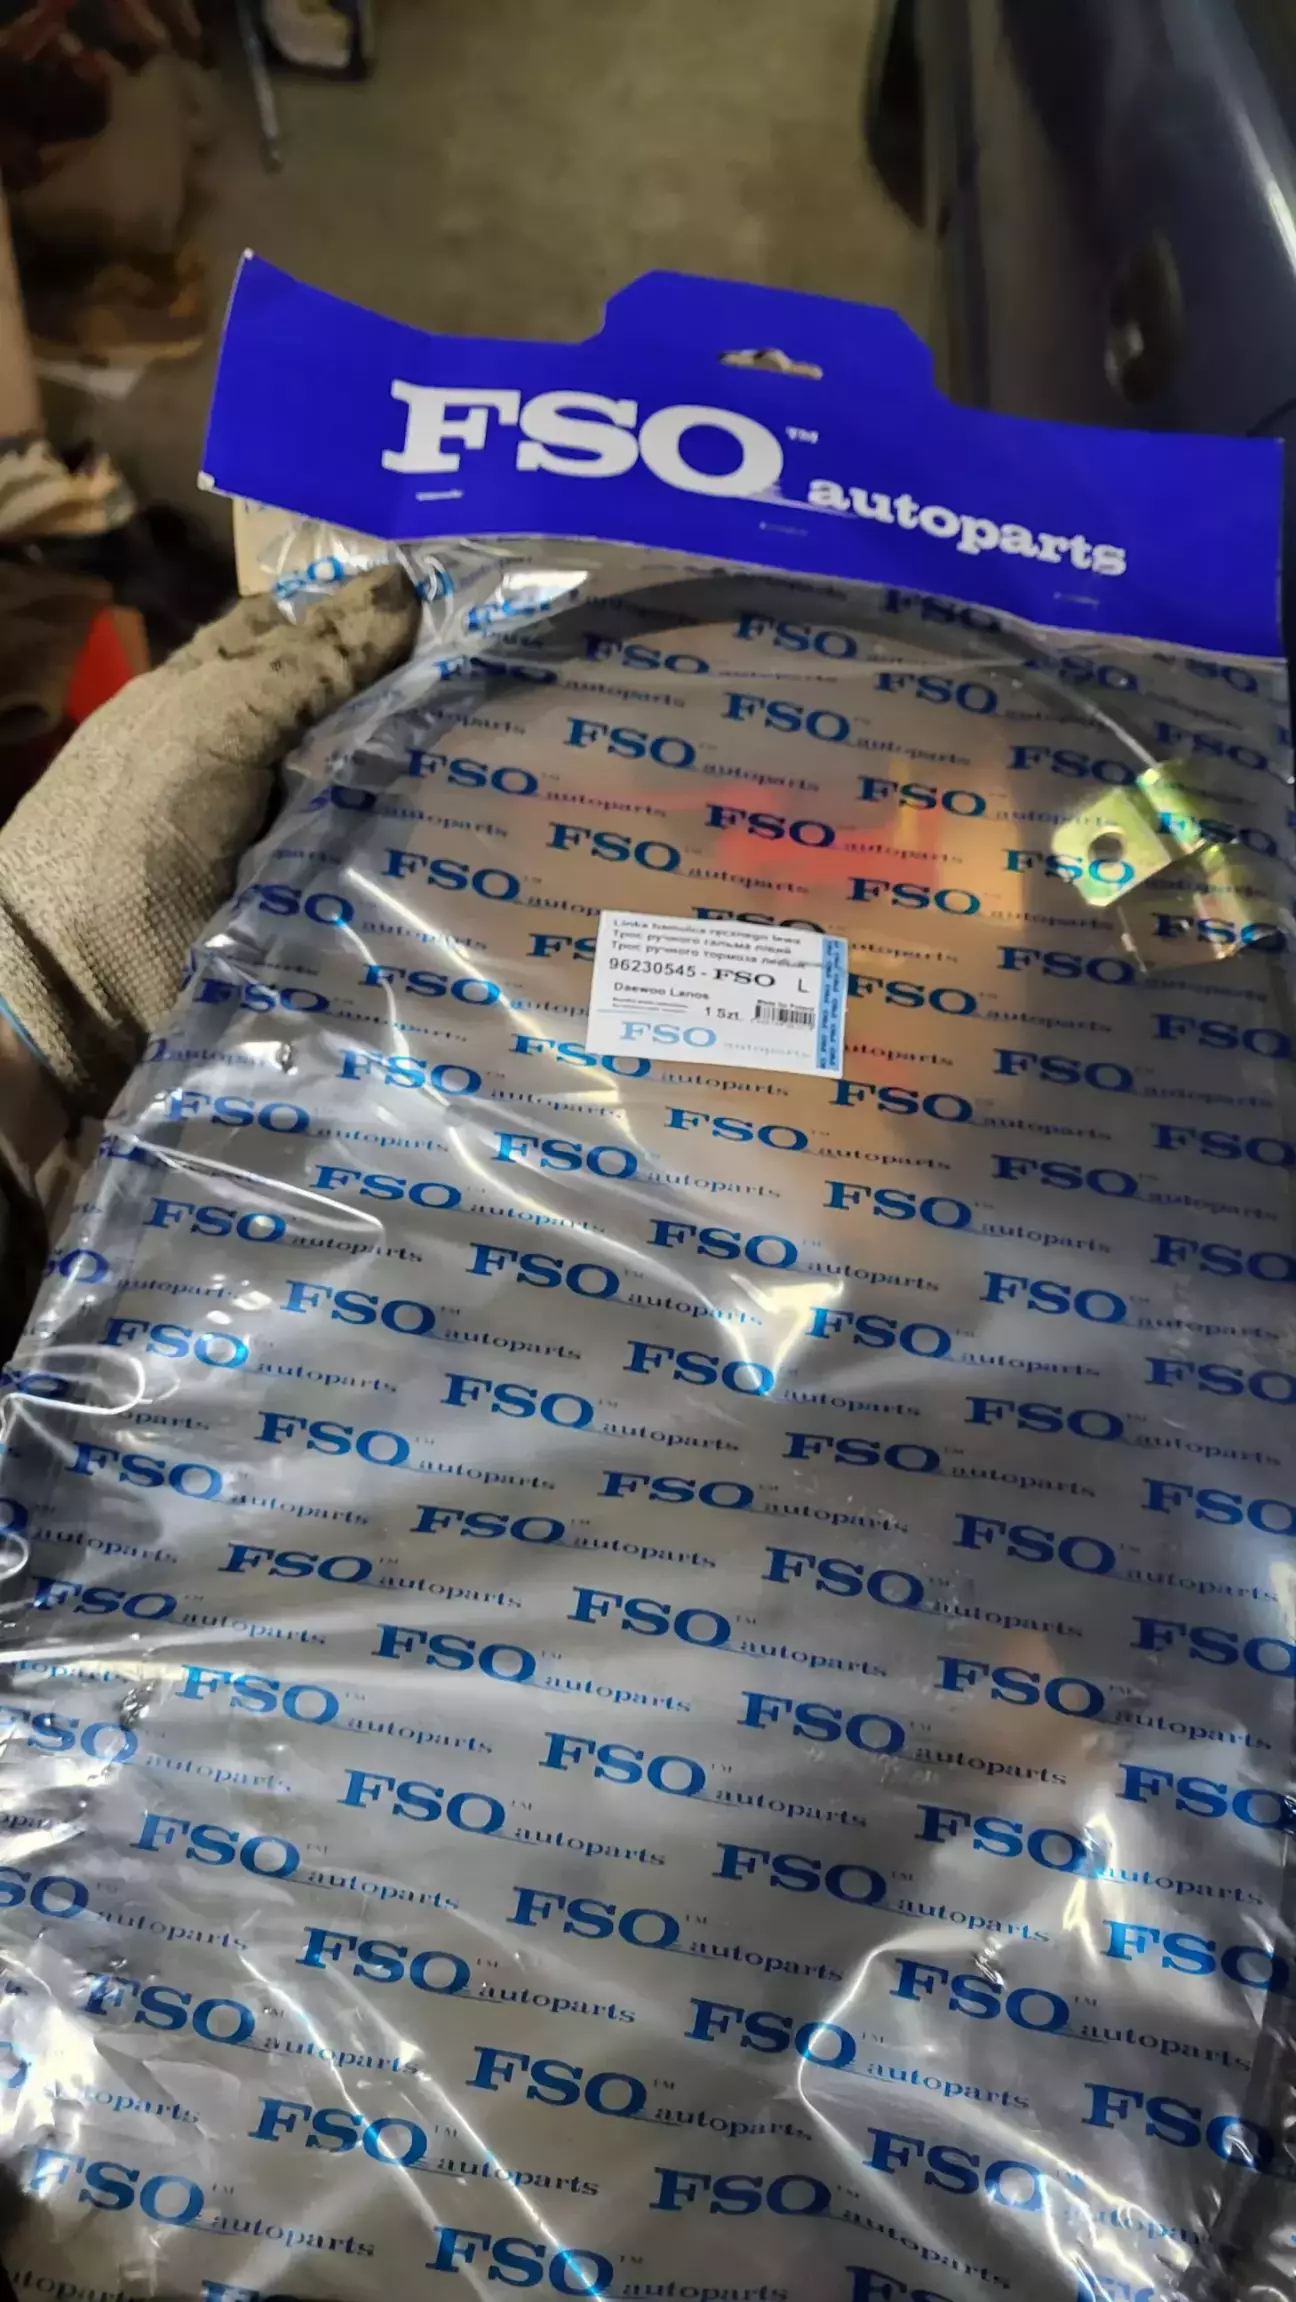 FSO™ autoparts
Linka hamulca ręcznego lewa
Трос ручного гальма лівий
Трос ручного тормоза левый
96230545-FSO L
Daewoo Lanos
1 Szt.
FSO autoparts